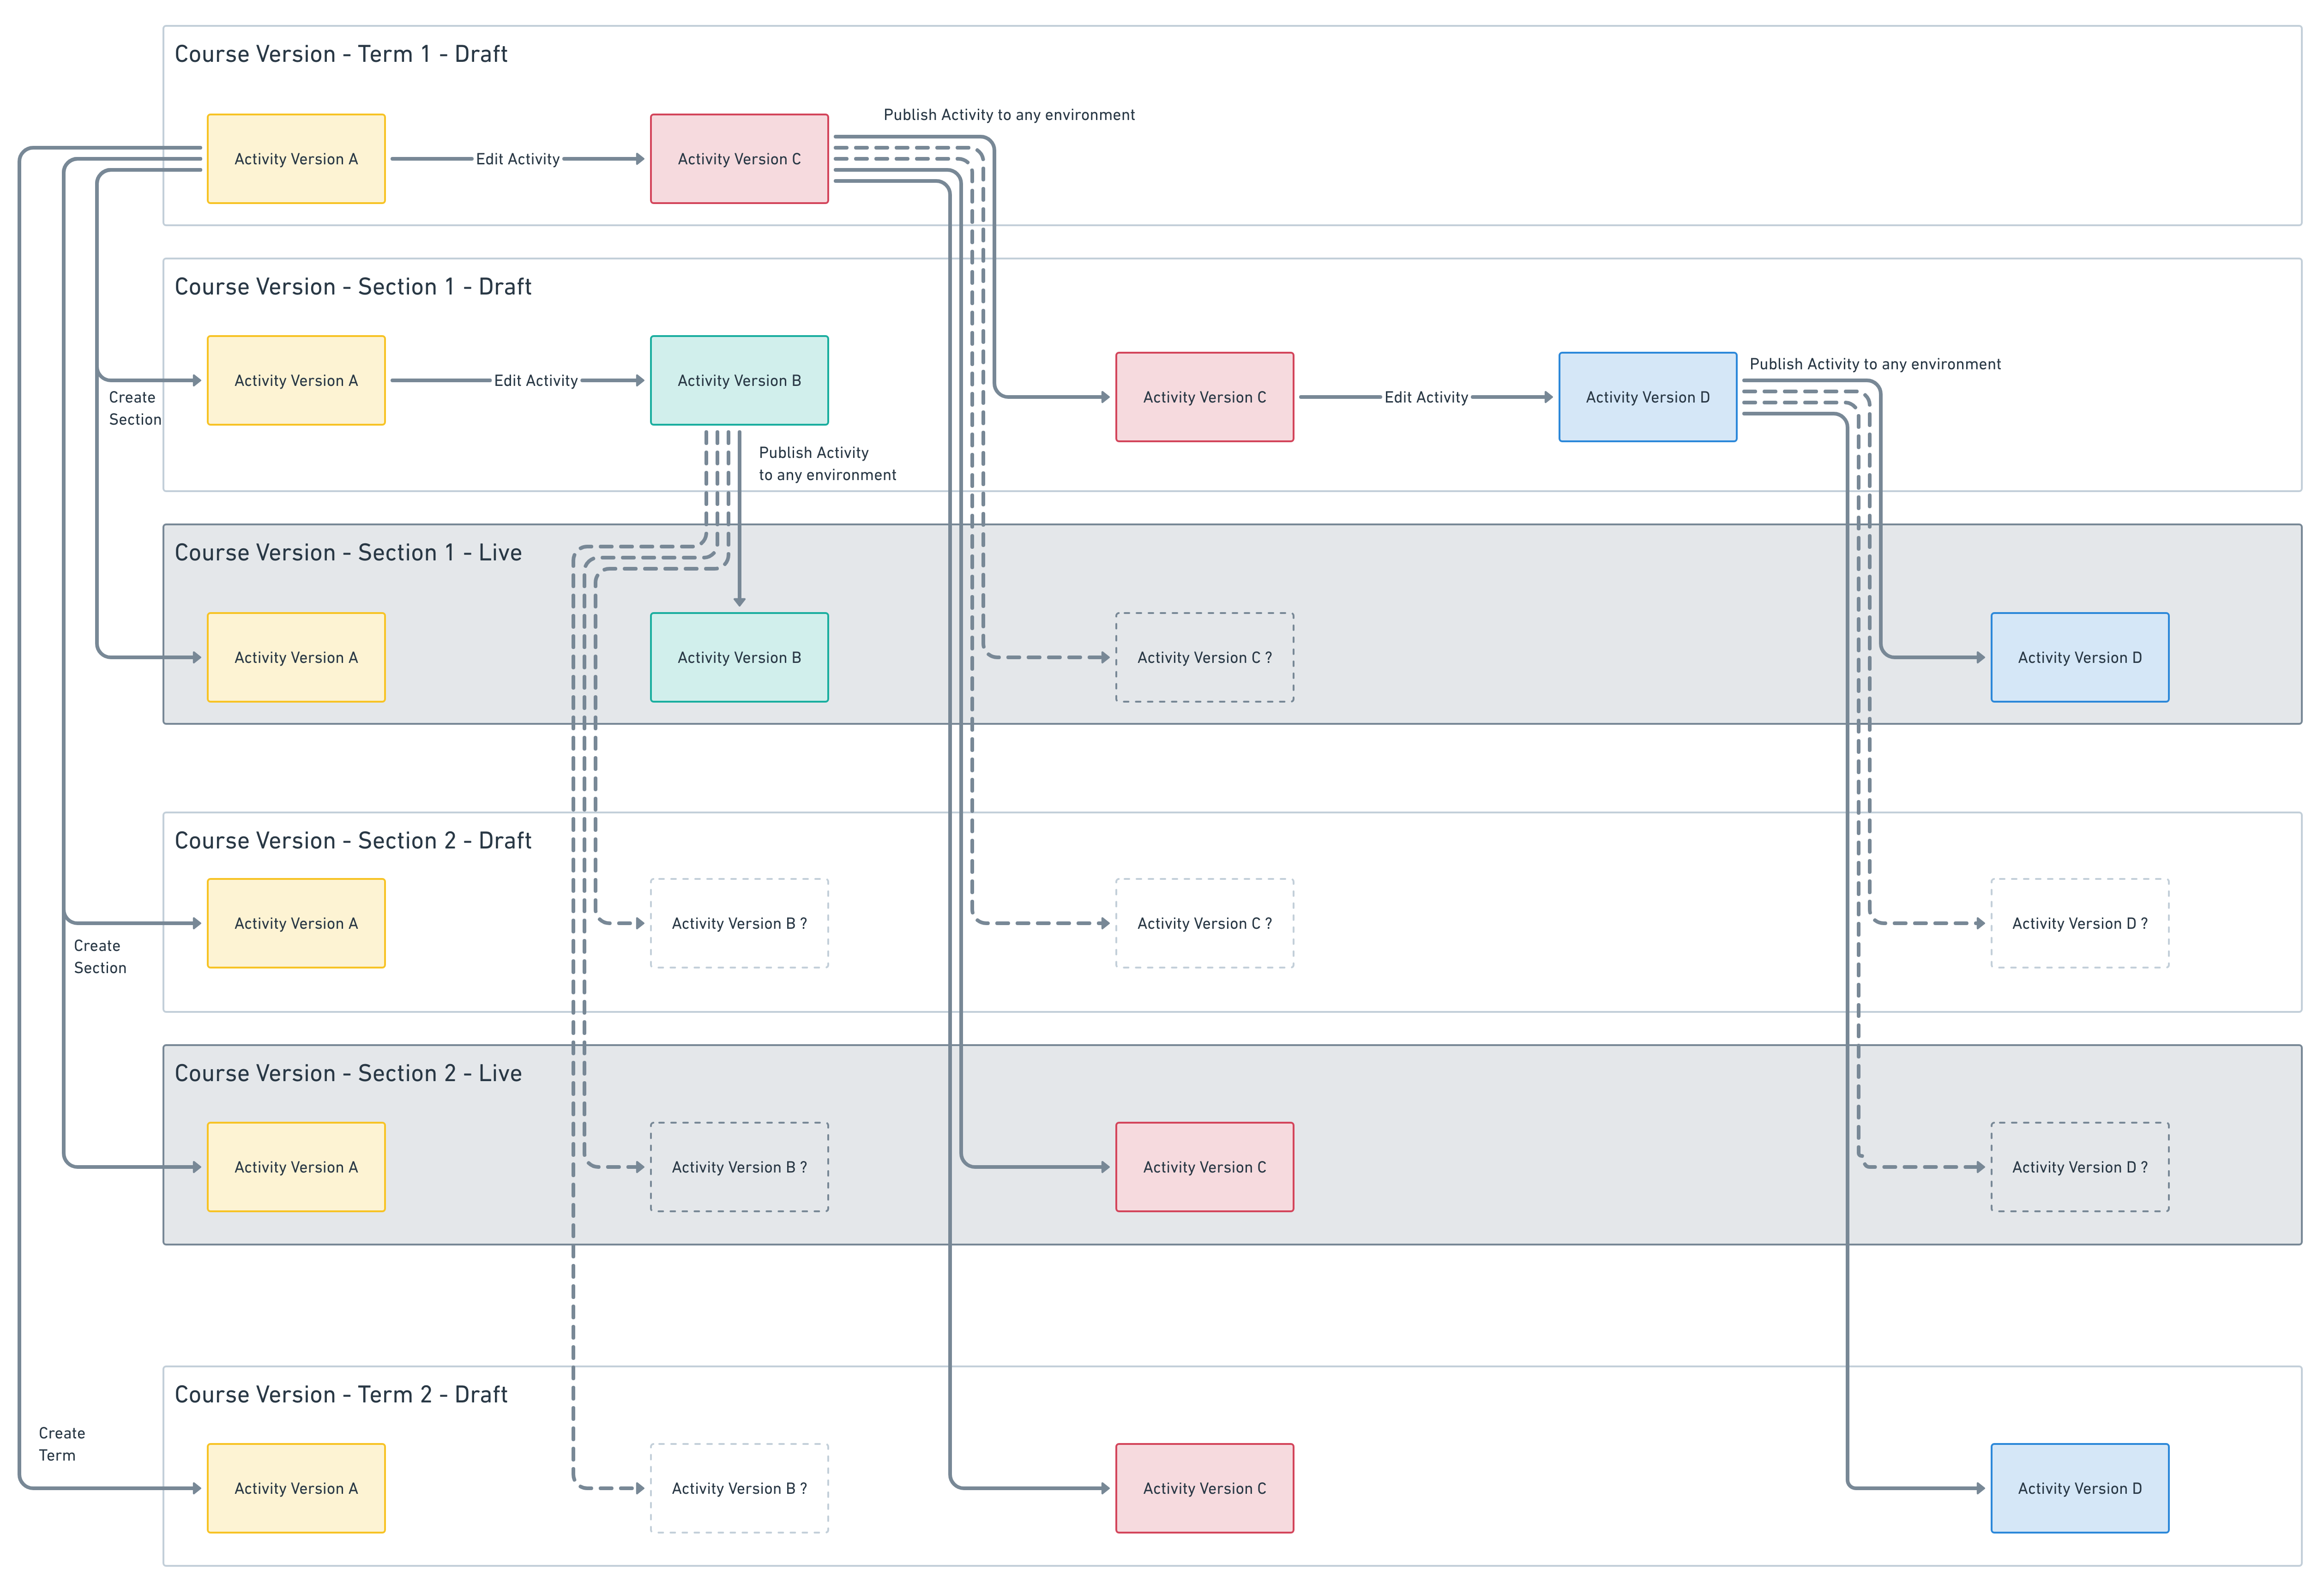 Course Version - Term 1 - Draft
Publish Activity to any environment
Activity Version A
Edit Activity
Activity Version C
Course Version - Section 1 - Draft
Activity Version A
Edit Activity
Activity Version B
Create
Section
Publish Activity
to any environment
Activity Version C
Edit Activity
Activity Version D
Publish Activity to any environment
Course Version - Section 1 - Live
Activity Version A
Activity Version B
Activity Version C ?
Activity Version D
Course Version - Section 2 - Draft
Activity Version A
Activity Version B ?
Activity Version C ?
Activity Version D ?
Create
Section
Course Version - Section 2 - Live
Activity Version A
Activity Version B ?
Activity Version C
Activity Version D ?
Course Version - Term 2 - Draft
Create
Term
Activity Version A
Activity Version B ?
Activity Version C
Activity Version D